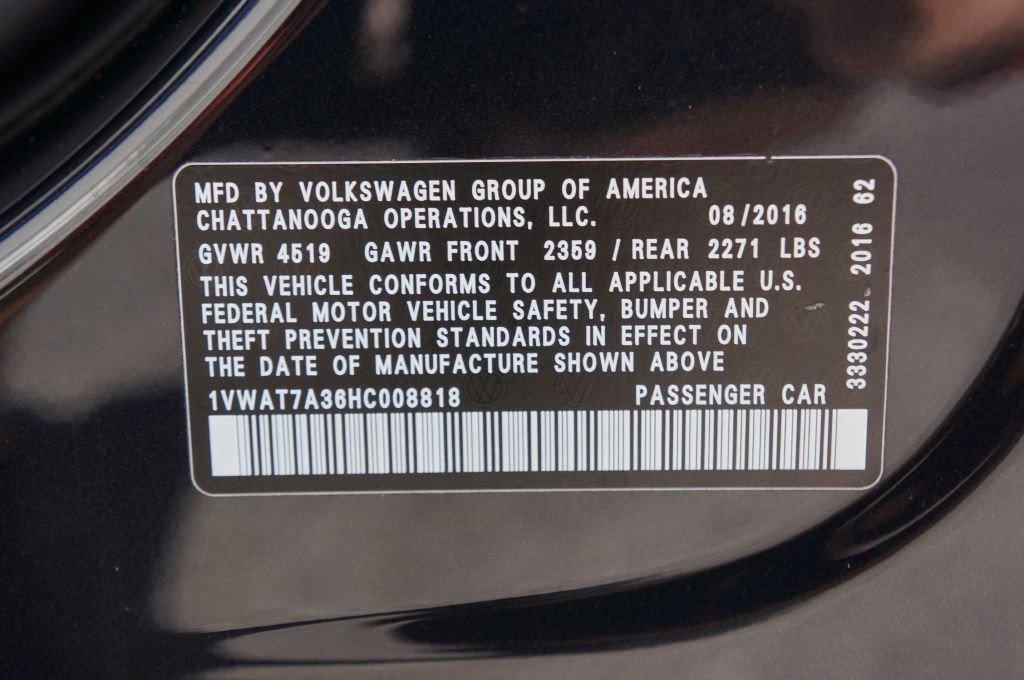 MFD BY VOLKSWAGEN GROUP OF AMERICA
CHATTANOOGA OPERATIONS, LLC. 08/2016
GVWR 4519 GAWR FRONT 2359 / REAR 2271 LBS
THIS VEHICLE CONFORMS TO ALL APPLICABLE U.S.
FEDERAL MOTOR VEHICLE SAFETY, BUMPER AND
THEFT PREVENTION STANDARDS IN EFFECT ON
THE DATE OF MANUFACTURE SHOWN ABOVE
1VWAT7A36HC008818 PASSENGER CAR
3330222 2016 62